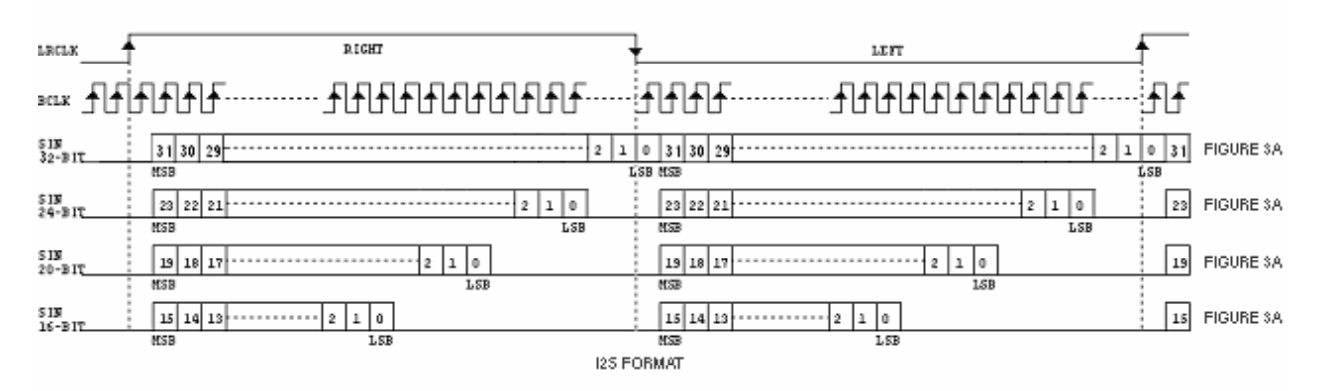 LRCLK RIGHT LEFT
BCLK
SIN
32-BIT 31 30 29 2 1 0 31 30 29 2 1 0 31 FIGURE 3A
MSB LSB MSB LSB
SIN
24-BIT 23 22 21 2 1 0 23 22 21 2 1 0 23 FIGURE 3A
MSB LSB MSB LSB
SIN
20-BIT 19 18 17 2 1 0 19 18 17 2 1 0 19 FIGURE 3A
MSB LSB MSB LSB
SIN
16-BIT 15 14 13 2 1 0 15 14 13 2 1 0 15 FIGURE 3A
MSB LSB MSB LSB
I2S FORMAT